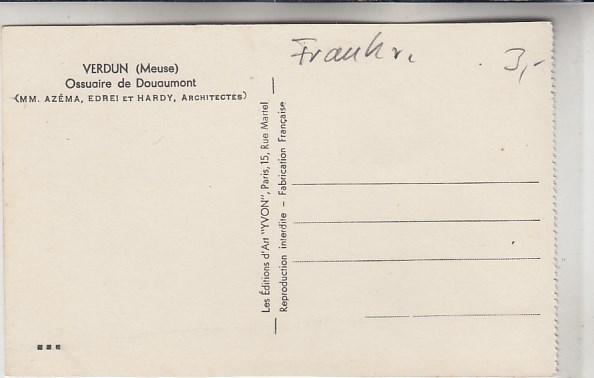 VERDUN (Meuse)
Ossuaire de Douaumont
(MM. AZÉMA, EDREI ET HARDY, ARCHITECTES)
Frankr.
3,-
Les Éditions d'Art "YVON", Paris, 15, Rue Martel
Reproduction interdite - Fabrication Française